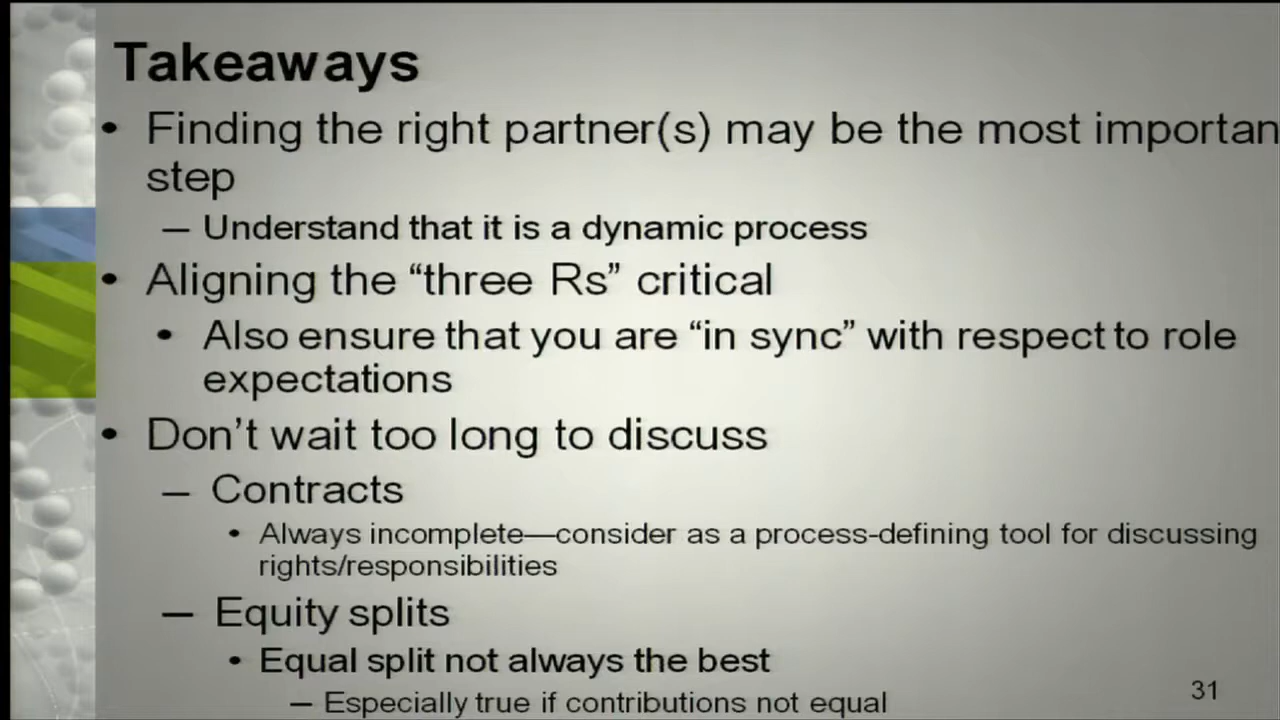 Takeaways
• Finding the right partner(s) may be the most importan
step
– Understand that it is a dynamic process
• Aligning the “three Rs” critical
• Also ensure that you are “in sync” with respect to role
expectations
• Don’t wait too long to discuss
– Contracts
• Always incomplete—consider as a process-defining tool for discussing
rights/responsibilities
– Equity splits
• Equal split not always the best
– Especially true if contributions not equal
31